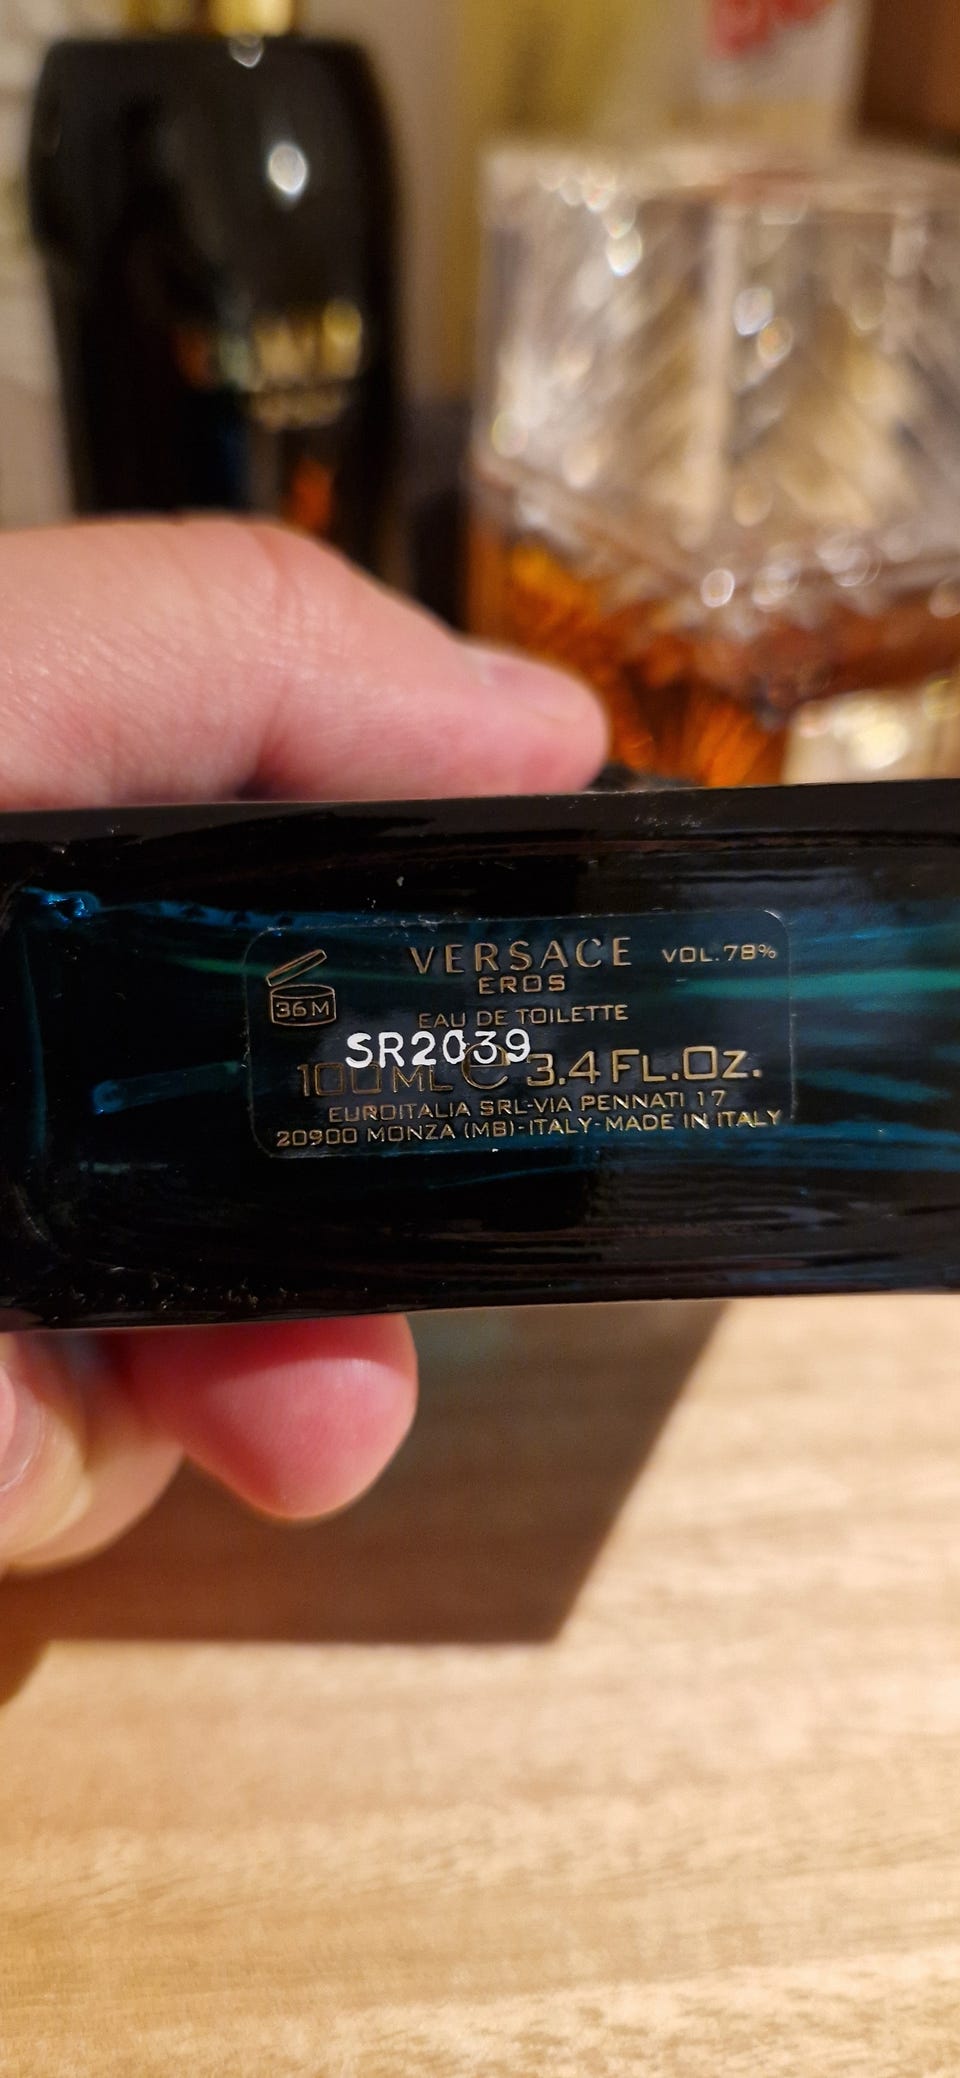 VERSACE VOL.78%
EROS
36M
EAU DE TOILETTE
SR2039
100ML e 3.4 FL.OZ.
EUROITALIA SRL-VIA PENNATI 17
20900 MONZA (MB)-ITALY-MADE IN ITALY